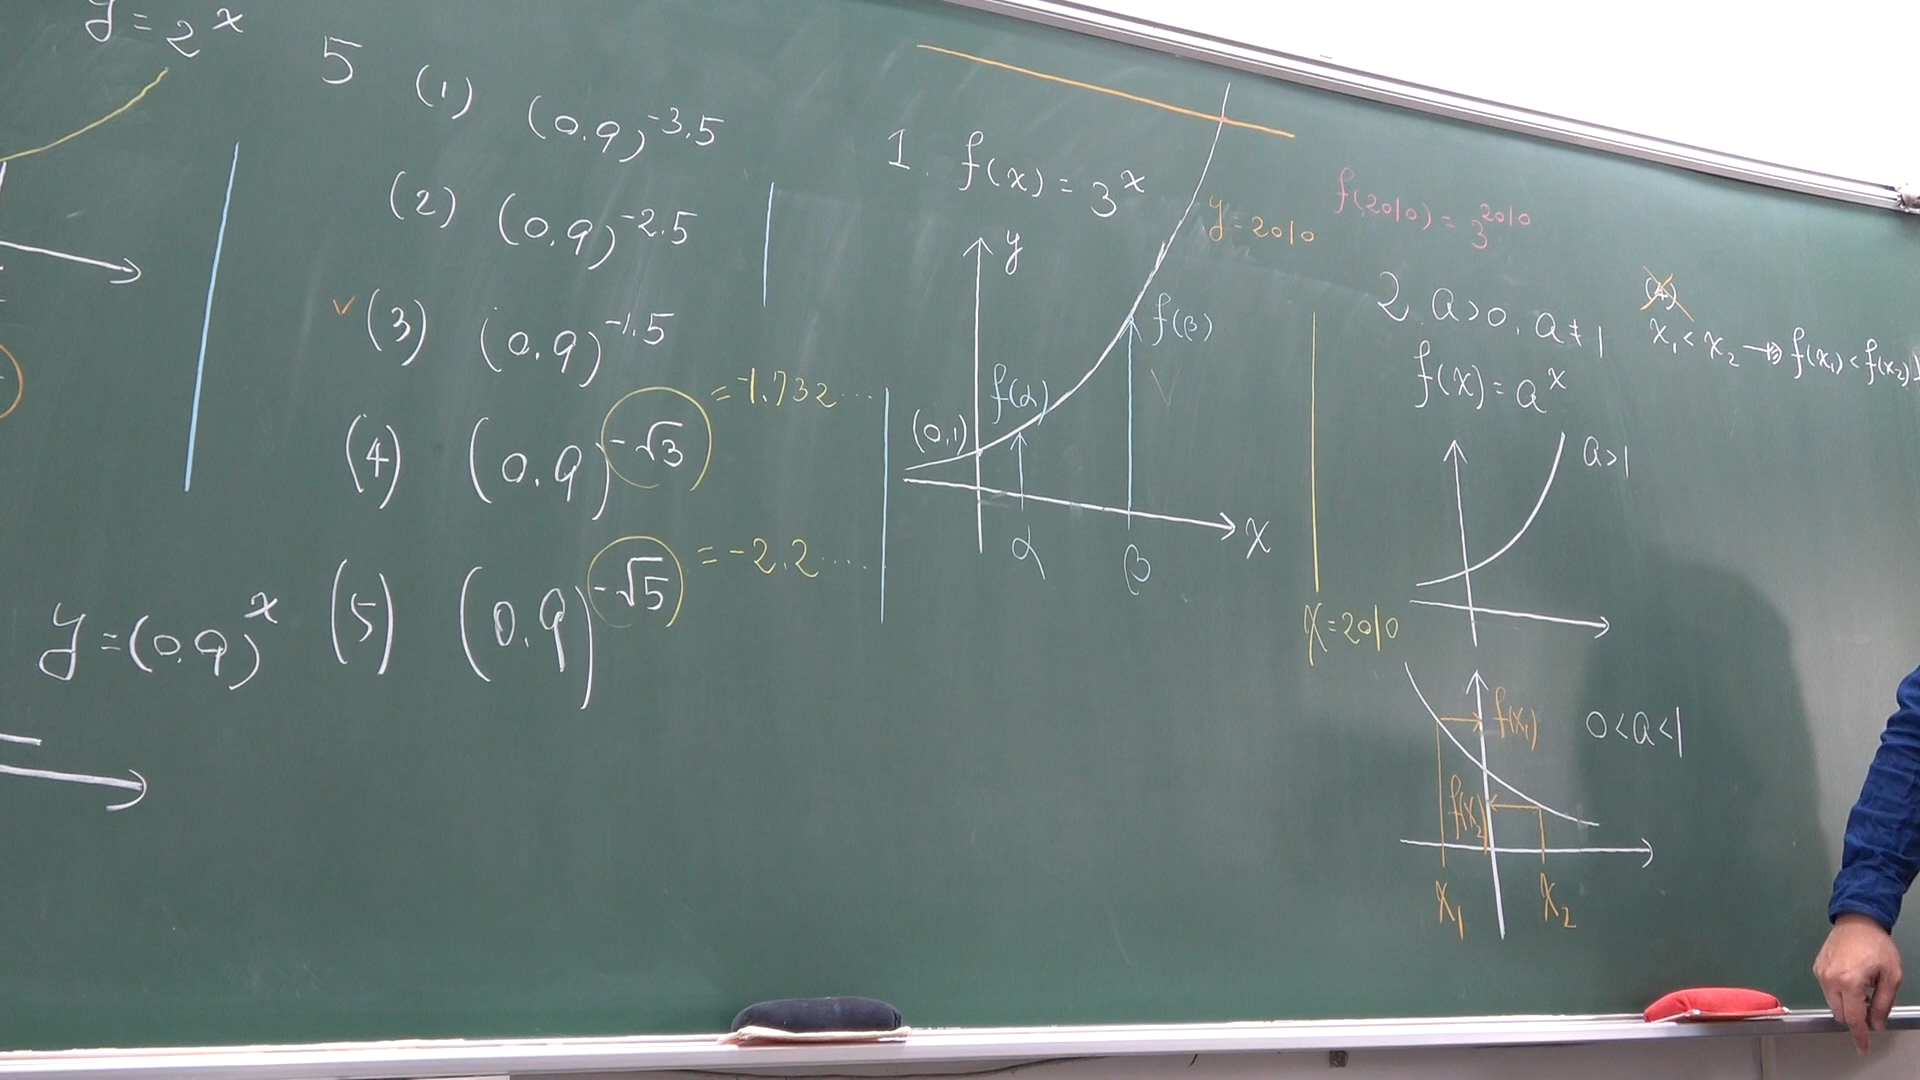 y = 2^x
5 (1) (0.9)^-3.5
(2) (0.9)^-2.5
✓ (3) (0.9)^-1.5
(4) (0.9)^-√3 = -1.732...
(5) (0.9)^-√5 = -2.2...
y = (0.9)^x
1. f(x) = 3^x
y
y = 2010
f(2010) = 3^2010
f(β)
f(α)
(0,1)
x
α
β
x = 2010
2. a>0, a≠1
f(x) = a^x
(4)
x₁ < x₂ → f(x₁) < f(x₂)
a>1
0<a<1
f(x₁)
f(x₂)
x₁
x₂